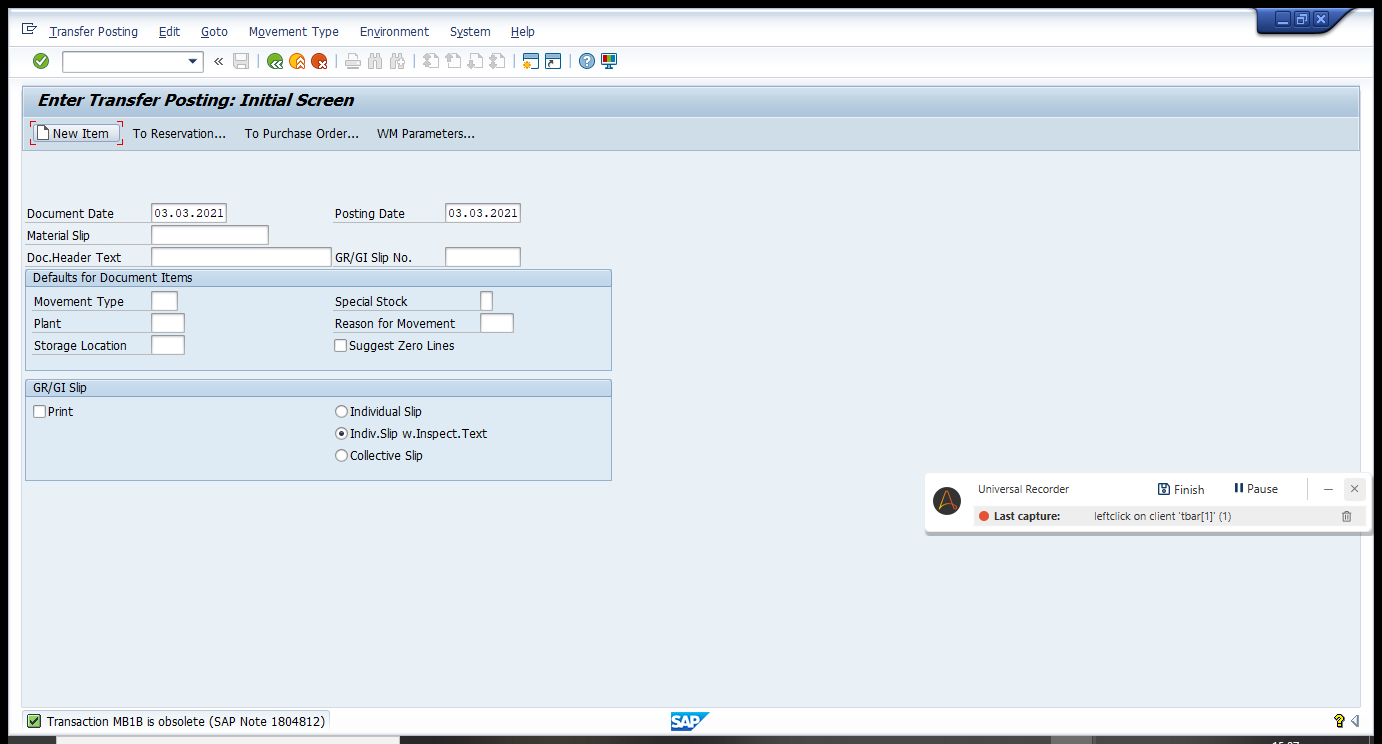 Transfer Posting Edit Goto Movement Type Environment System Help
Enter Transfer Posting: Initial Screen
New Item To Reservation... To Purchase Order... WM Parameters...
Document Date 03.03.2021 Posting Date 03.03.2021
Material Slip
Doc.Header Text GR/GI Slip No.
Defaults for Document Items
Movement Type Special Stock
Plant Reason for Movement
Storage Location Suggest Zero Lines
GR/GI Slip
Print Individual Slip
Indiv.Slip w.Inspect.Text
Collective Slip
Universal Recorder Finish Pause
Last capture: leftclick on client 'tbar[1]' (1)
Transaction MB1B is obsolete (SAP Note 1804812) SAP